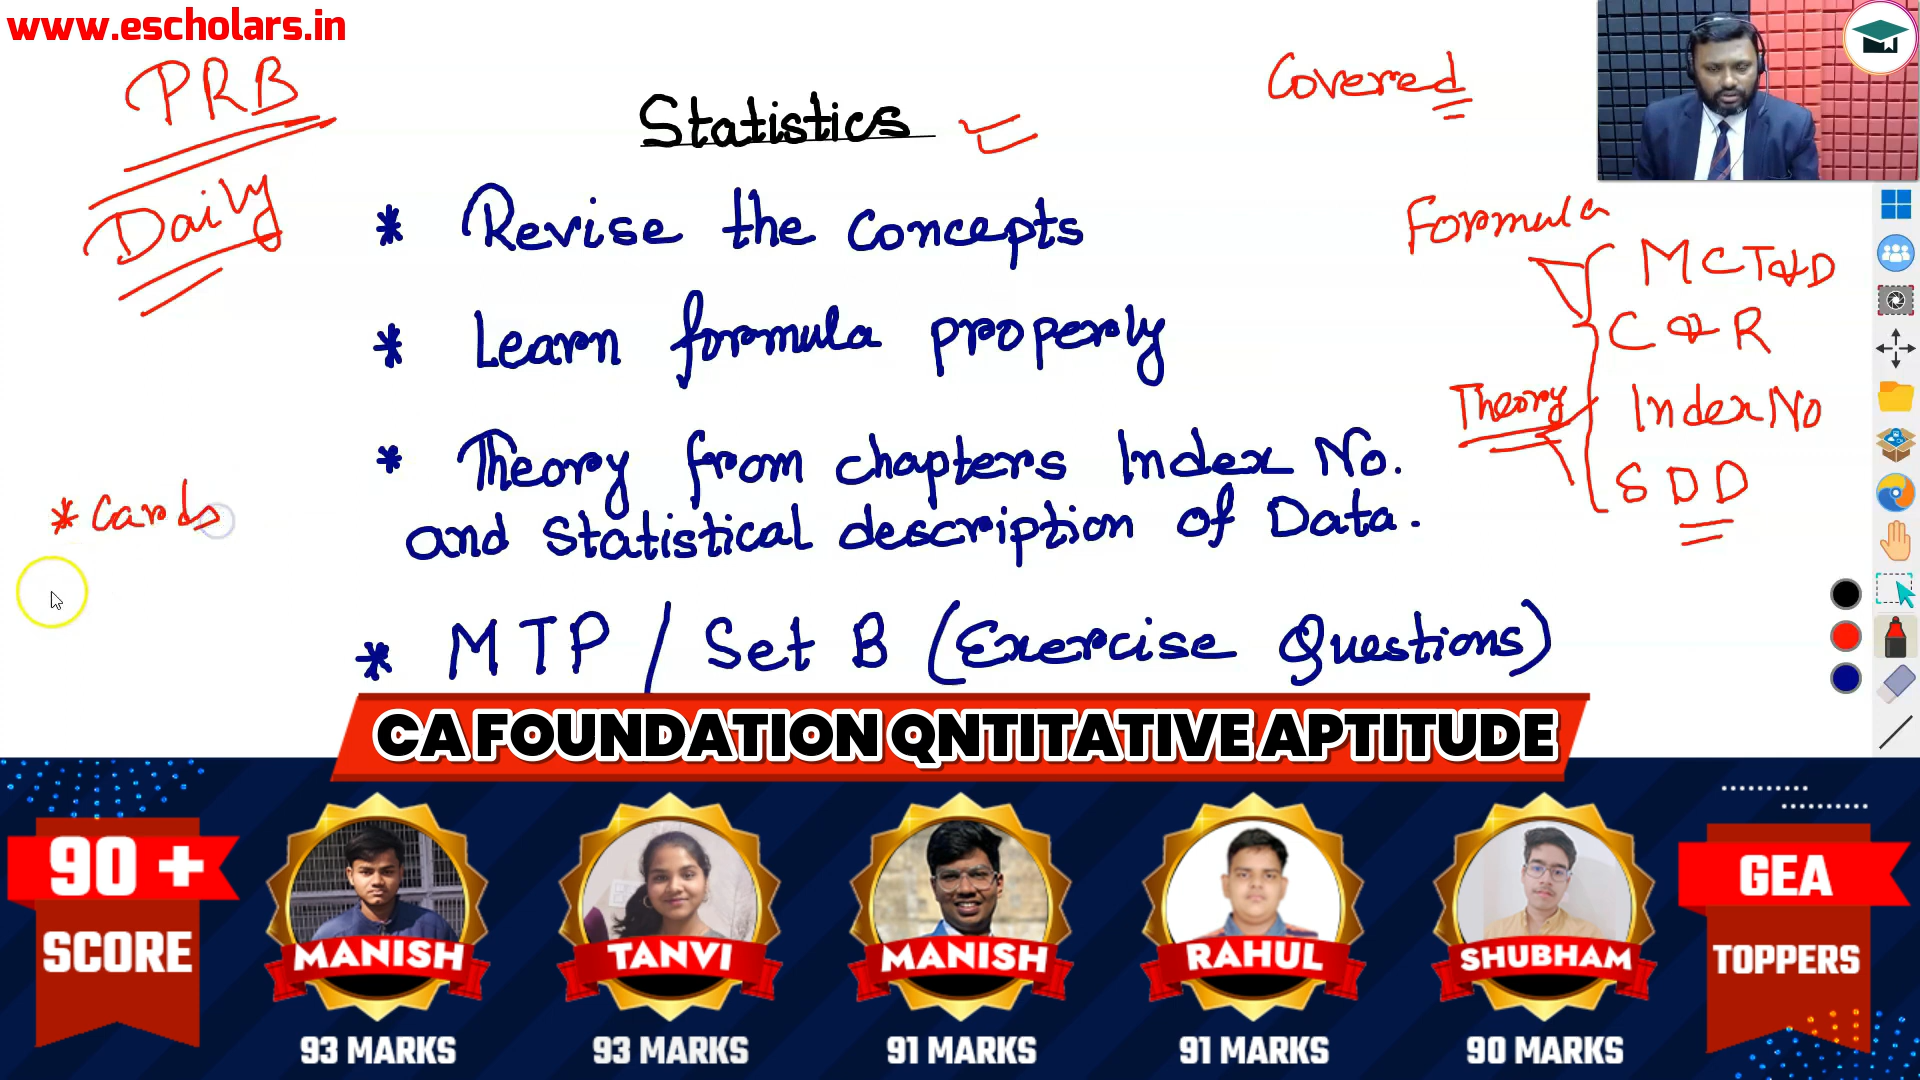 www.escholars.in
PRB
Daily
Statistics
Covered
* Revise the concepts
* Learn formula properly
* Theory from chapters Index No.
and Statistical description of Data.
* MTP / Set B (Exercise Questions)
Formula
MCT&D
C & R
Theory
Index No
SDD
* Cards
CA FOUNDATION QNTITATIVE APTITUDE
90 +
SCORE
MANISH
93 MARKS
TANVI
93 MARKS
MANISH
91 MARKS
RAHUL
91 MARKS
SHUBHAM
90 MARKS
GEA
TOPPERS